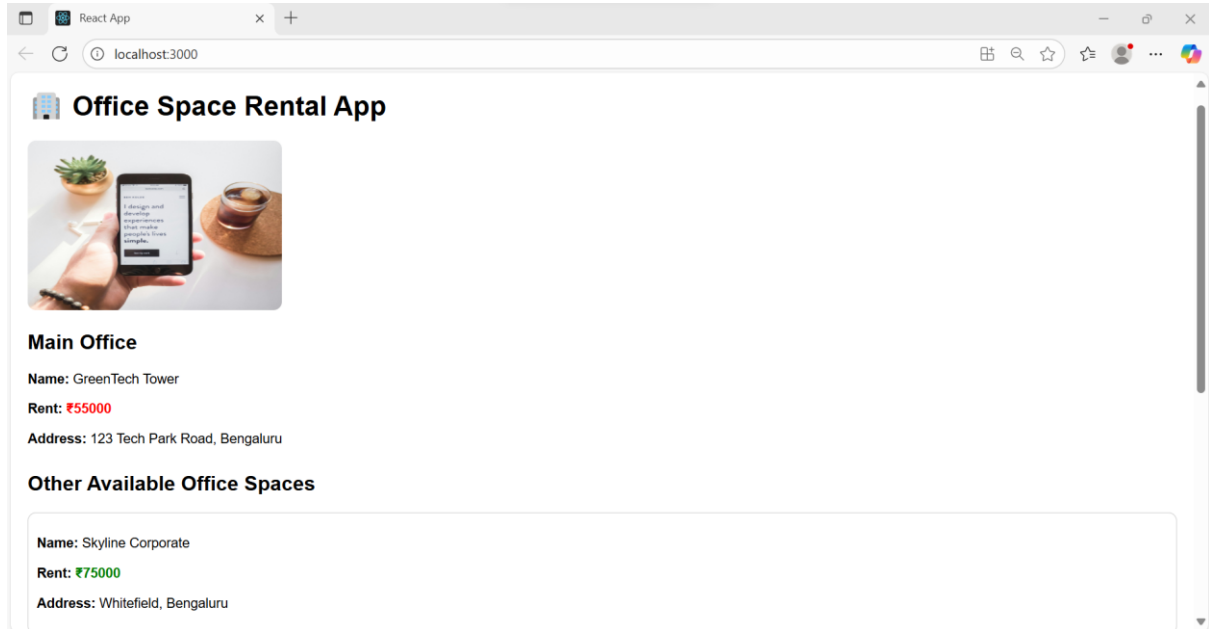 React App
localhost:3000
Office Space Rental App
I design and
develop
experiences
that make
people's lives
simple.
Main Office
Name: GreenTech Tower
Rent: ₹55000
Address: 123 Tech Park Road, Bengaluru
Other Available Office Spaces
Name: Skyline Corporate
Rent: ₹75000
Address: Whitefield, Bengaluru